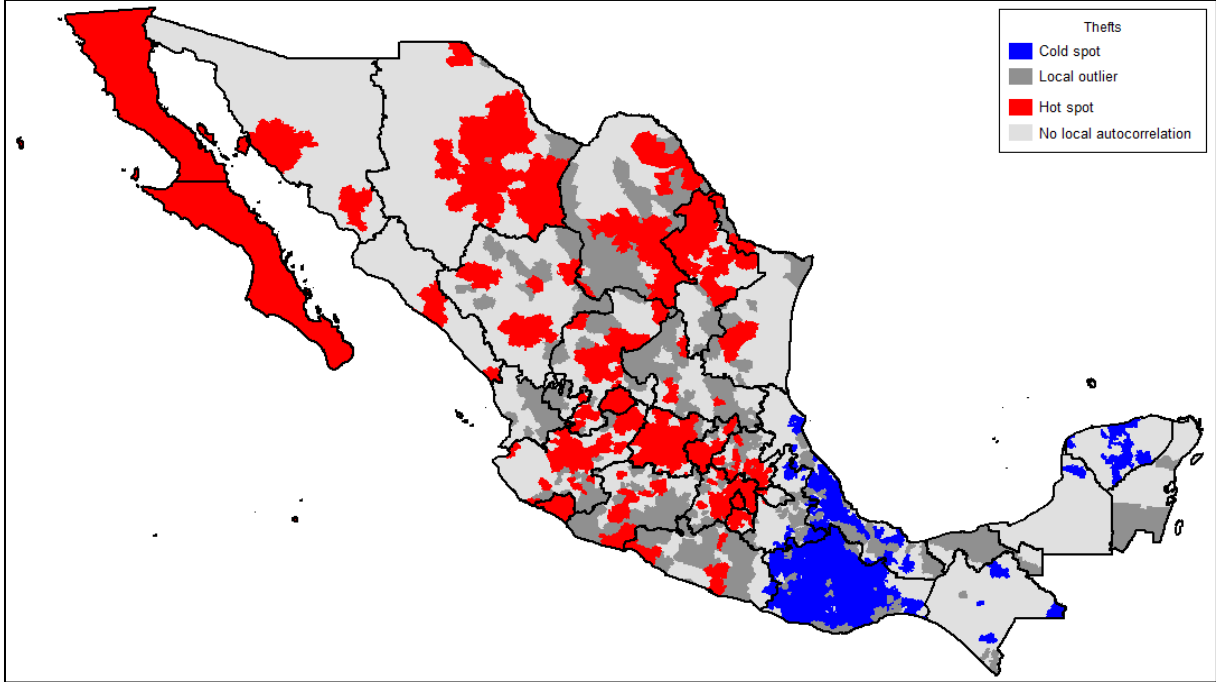 Thefts
Cold spot
Local outlier
Hot spot
No local autocorrelation